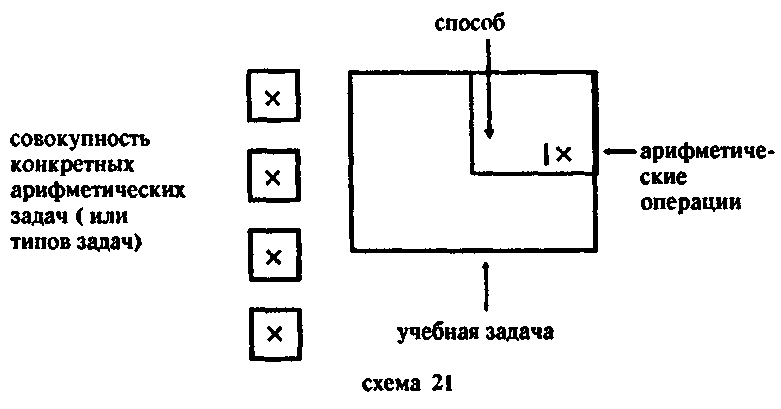 способ
совокупность
конкретных
арифметических
задач ( или
типов задач)
арифметиче-
ские
операции
учебная задача
схема 21